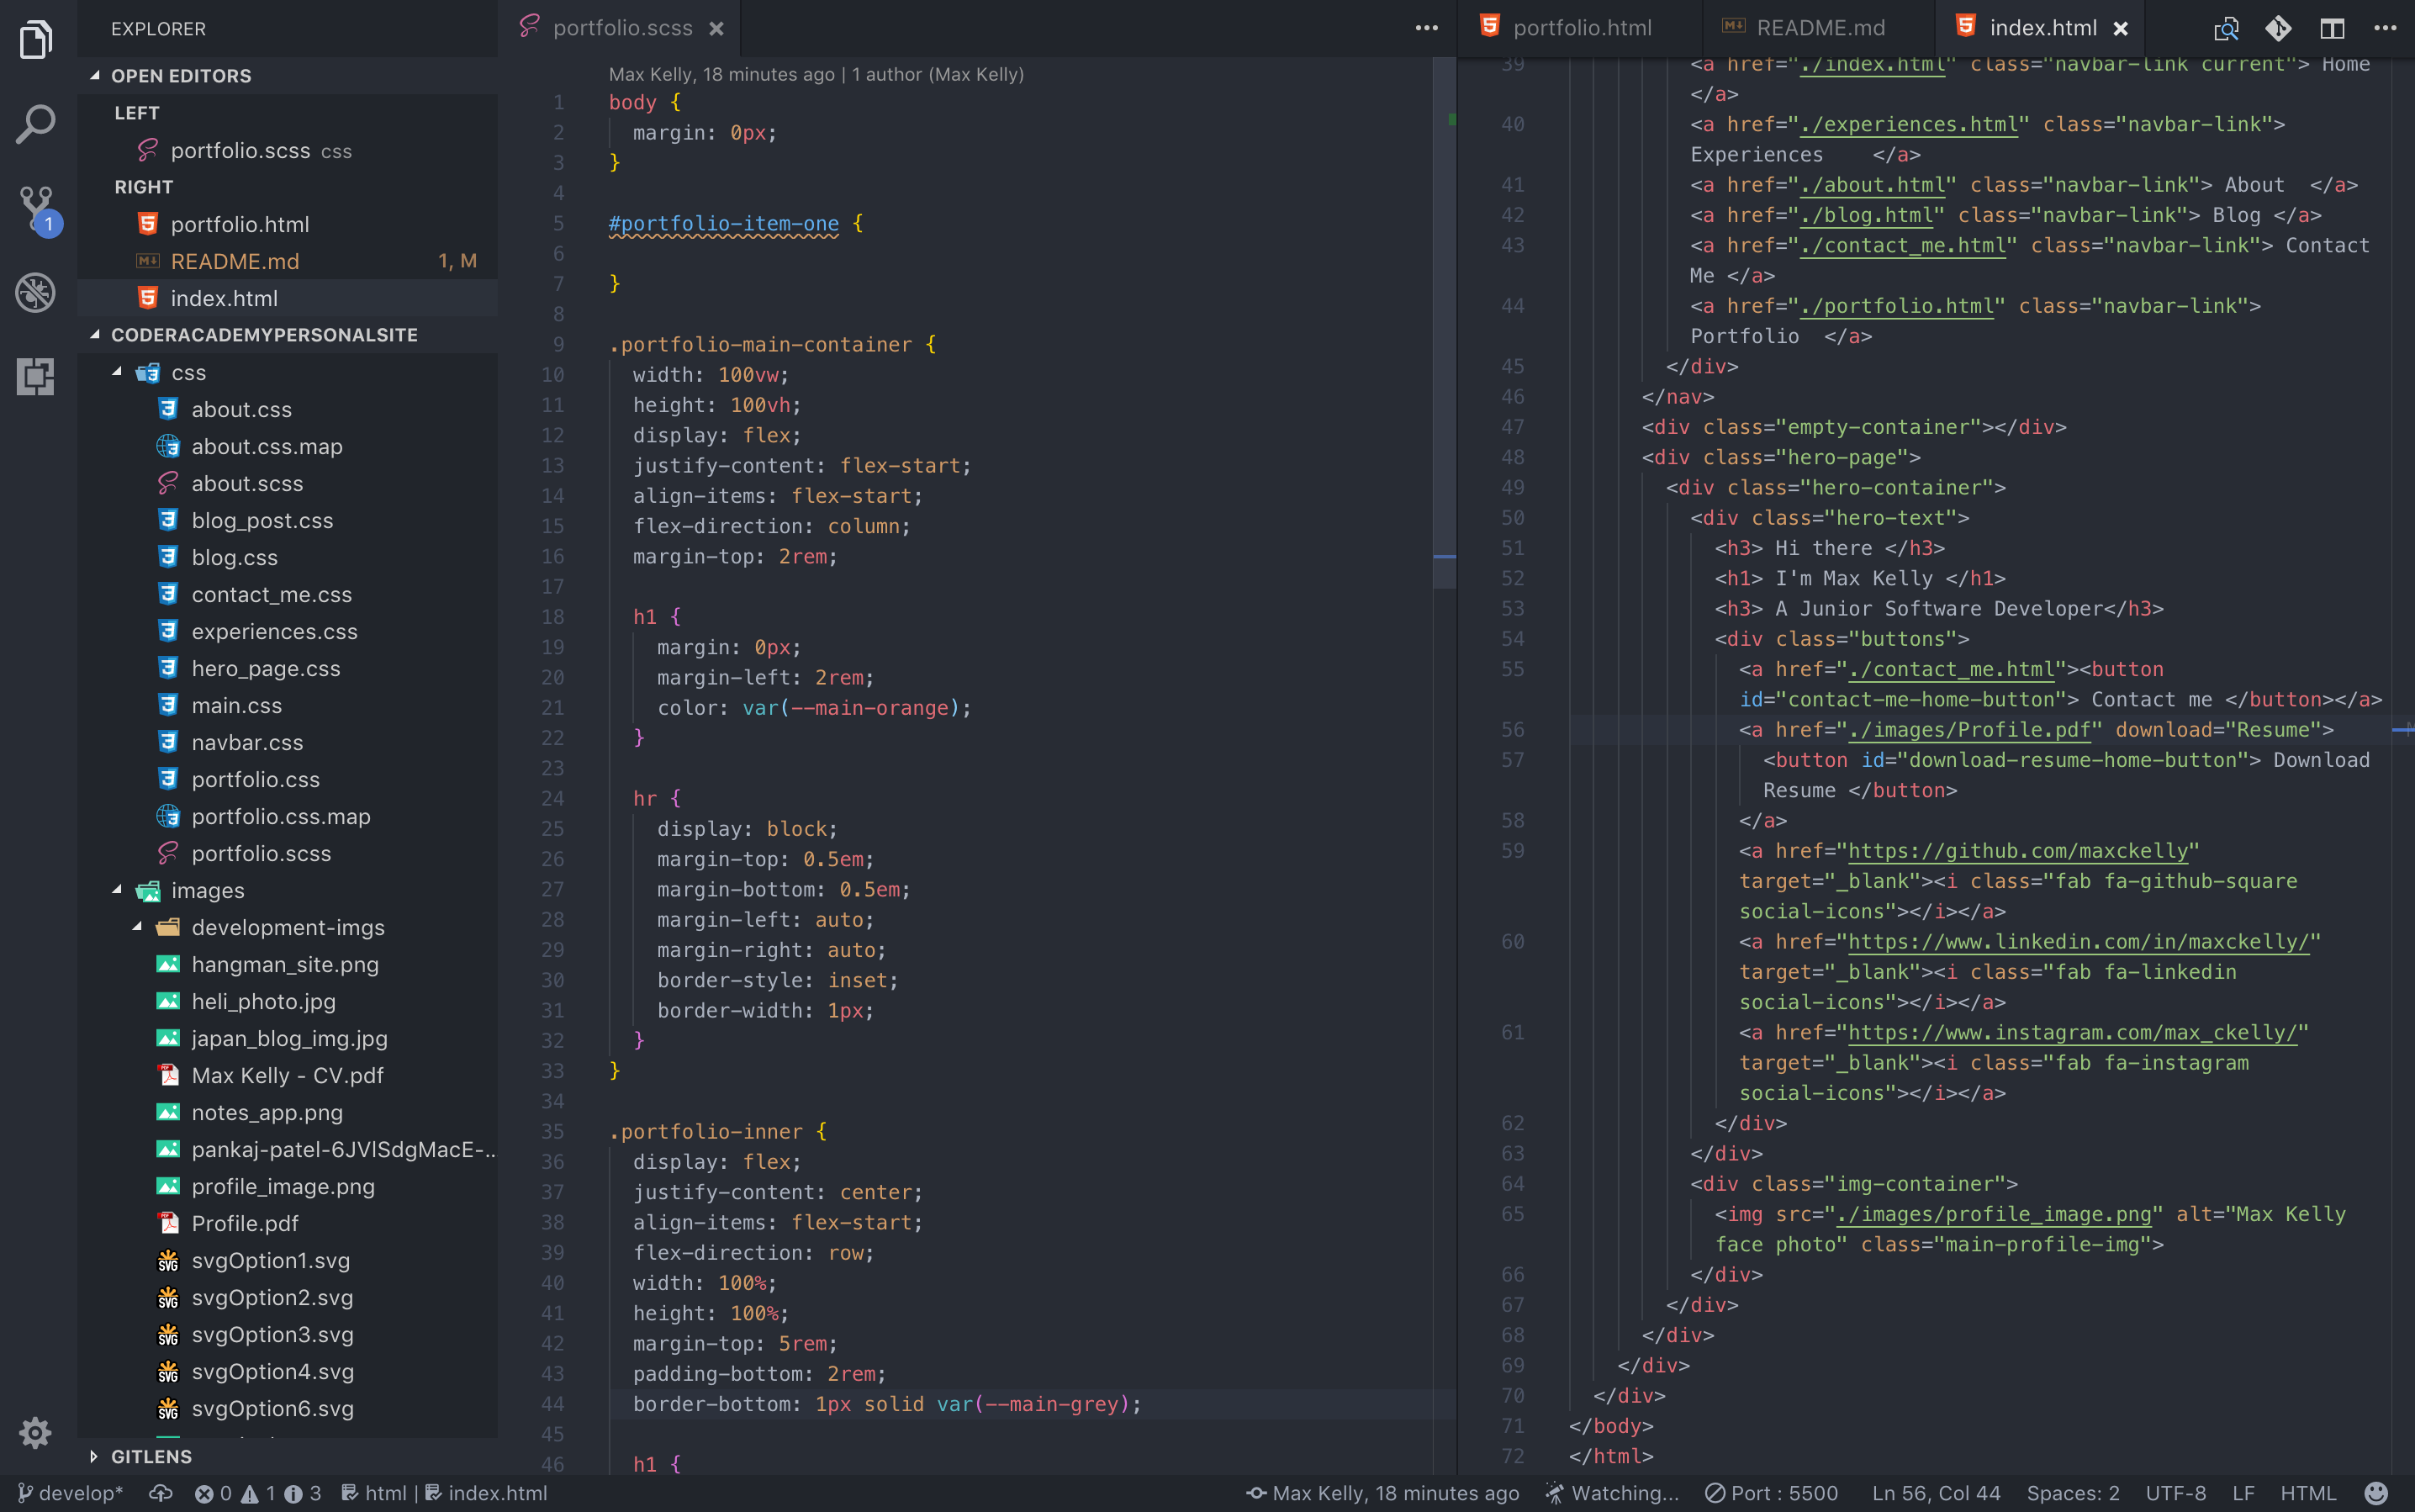 EXPLORER
OPEN EDITORS
LEFT
portfolio.scss css
RIGHT
portfolio.html
README.md 1, M
index.html
CODERACADEMYPERSONALSITE
css
about.css
about.css.map
about.scss
blog_post.css
blog.css
contact_me.css
experiences.css
hero_page.css
main.css
navbar.css
portfolio.css
portfolio.css.map
portfolio.scss
images
development-imgs
hangman_site.png
heli_photo.jpg
japan_blog_img.jpg
Max Kelly - CV.pdf
notes_app.png
pankaj-patel-6JVlSdgMacE-...
profile_image.png
Profile.pdf
svgOption1.svg
svgOption2.svg
svgOption3.svg
svgOption4.svg
svgOption6.svg
GITLENS
1
portfolio.scss
Max Kelly, 18 minutes ago | 1 author (Max Kelly)
1 body {
2 margin: 0px;
3 }
4
5 #portfolio-item-one {
6
7 }
8
9 .portfolio-main-container {
10 width: 100vw;
11 height: 100vh;
12 display: flex;
13 justify-content: flex-start;
14 align-items: flex-start;
15 flex-direction: column;
16 margin-top: 2rem;
17
18 h1 {
19 margin: 0px;
20 margin-left: 2rem;
21 color: var(--main-orange);
22 }
23
24 hr {
25 display: block;
26 margin-top: 0.5em;
27 margin-bottom: 0.5em;
28 margin-left: auto;
29 margin-right: auto;
30 border-style: inset;
31 border-width: 1px;
32 }
33 }
34
35 .portfolio-inner {
36 display: flex;
37 justify-content: center;
38 align-items: flex-start;
39 flex-direction: row;
40 width: 100%;
41 height: 100%;
42 margin-top: 5rem;
43 padding-bottom: 2rem;
44 border-bottom: 1px solid var(--main-grey);
45
46 h1 {
portfolio.html README.md index.html
39 <a href="./index.html" class="navbar-link current"> Home
</a>
40 <a href="./experiences.html" class="navbar-link">
Experiences </a>
41 <a href="./about.html" class="navbar-link"> About </a>
42 <a href="./blog.html" class="navbar-link"> Blog </a>
43 <a href="./contact_me.html" class="navbar-link"> Contact
Me </a>
44 <a href="./portfolio.html" class="navbar-link">
Portfolio </a>
45 </div>
46 </nav>
47 <div class="empty-container"></div>
48 <div class="hero-page">
49 <div class="hero-container">
50 <div class="hero-text">
51 <h3> Hi there </h3>
52 <h1> I'm Max Kelly </h1>
53 <h3> A Junior Software Developer</h3>
54 <div class="buttons">
55 <a href="./contact_me.html"><button
id="contact-me-home-button"> Contact me </button></a>
56 <a href="./images/Profile.pdf" download="Resume">
57 <button id="download-resume-home-button"> Download
Resume </button>
58 </a>
59 <a href="https://github.com/maxckelly"
target="_blank"><i class="fab fa-github-square
social-icons"></i></a>
60 <a href="https://www.linkedin.com/in/maxckelly/"
target="_blank"><i class="fab fa-linkedin
social-icons"></i></a>
61 <a href="https://www.instagram.com/max_ckelly/"
target="_blank"><i class="fab fa-instagram
social-icons"></i></a>
62 </div>
63 </div>
64 <div class="img-container">
65 <img src="./images/profile_image.png" alt="Max Kelly
face photo" class="main-profile-img">
66 </div>
67 </div>
68 </div>
69 </div>
70 </div>
71 </body>
72 </html>
develop* 0 1 3 html | index.html Max Kelly, 18 minutes ago Watching... Port : 5500 Ln 56, Col 44 Spaces: 2 UTF-8 LF HTML